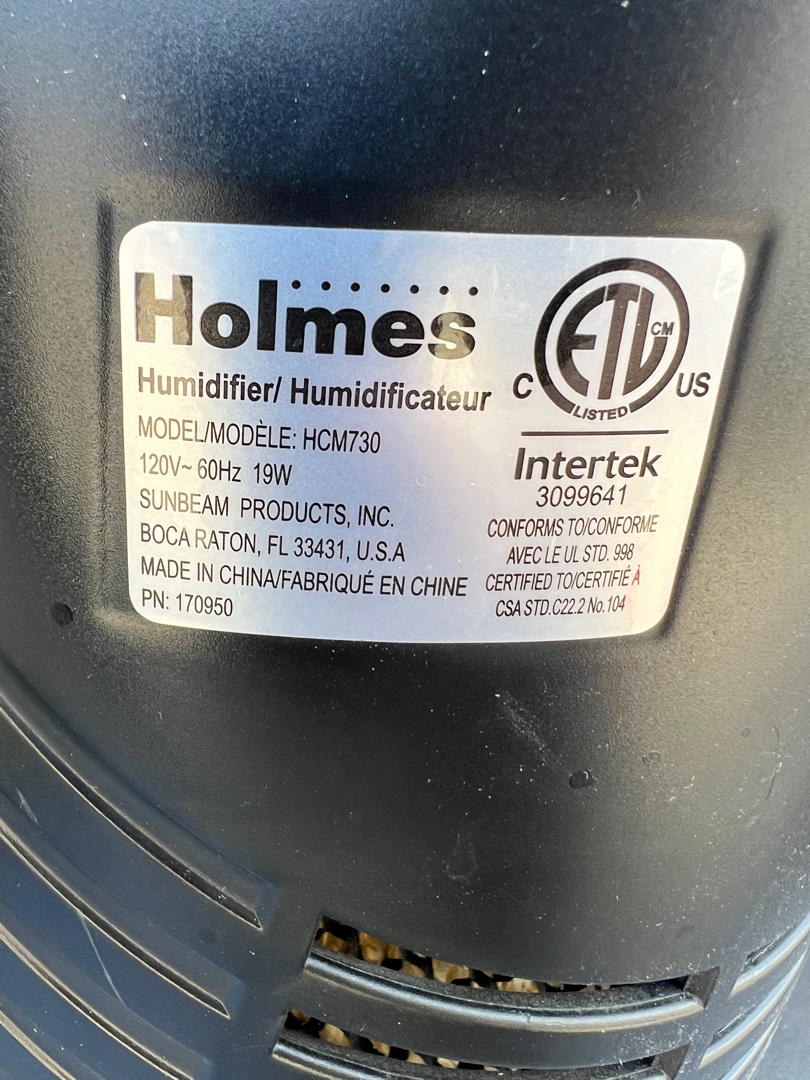 Holmes
Humidifier/ Humidificateur
MODEL/MODÈLE: HCM730
120V~ 60Hz 19W
SUNBEAM PRODUCTS, INC.
BOCA RATON, FL 33431, U.S.A
MADE IN CHINA/FABRIQUÉ EN CHINE
PN: 170950
ETL CM
C US
LISTED
Intertek
3099641
CONFORMS TO/CONFORME
AVEC LE UL STD. 998
CERTIFIED TO/CERTIFIÉ À
CSA STD.C22.2 No.104